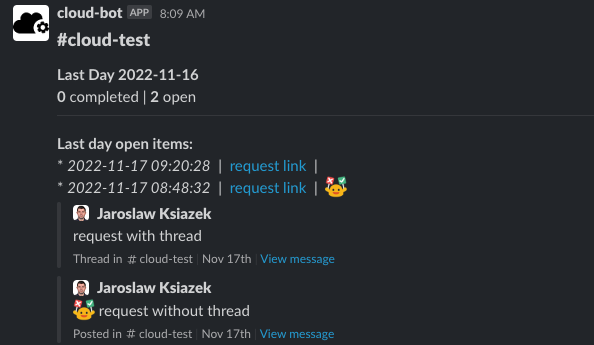 cloud-bot APP 8:09 AM
#cloud-test
Last Day 2022-11-16
0 completed | 2 open
Last day open items:
* 2022-11-17 09:20:28 | request link |
* 2022-11-17 08:48:32 | request link |
Jaroslaw Ksiazek
request with thread
Thread in # cloud-test | Nov 17th | View message
Jaroslaw Ksiazek
request without thread
Posted in # cloud-test | Nov 17th | View message